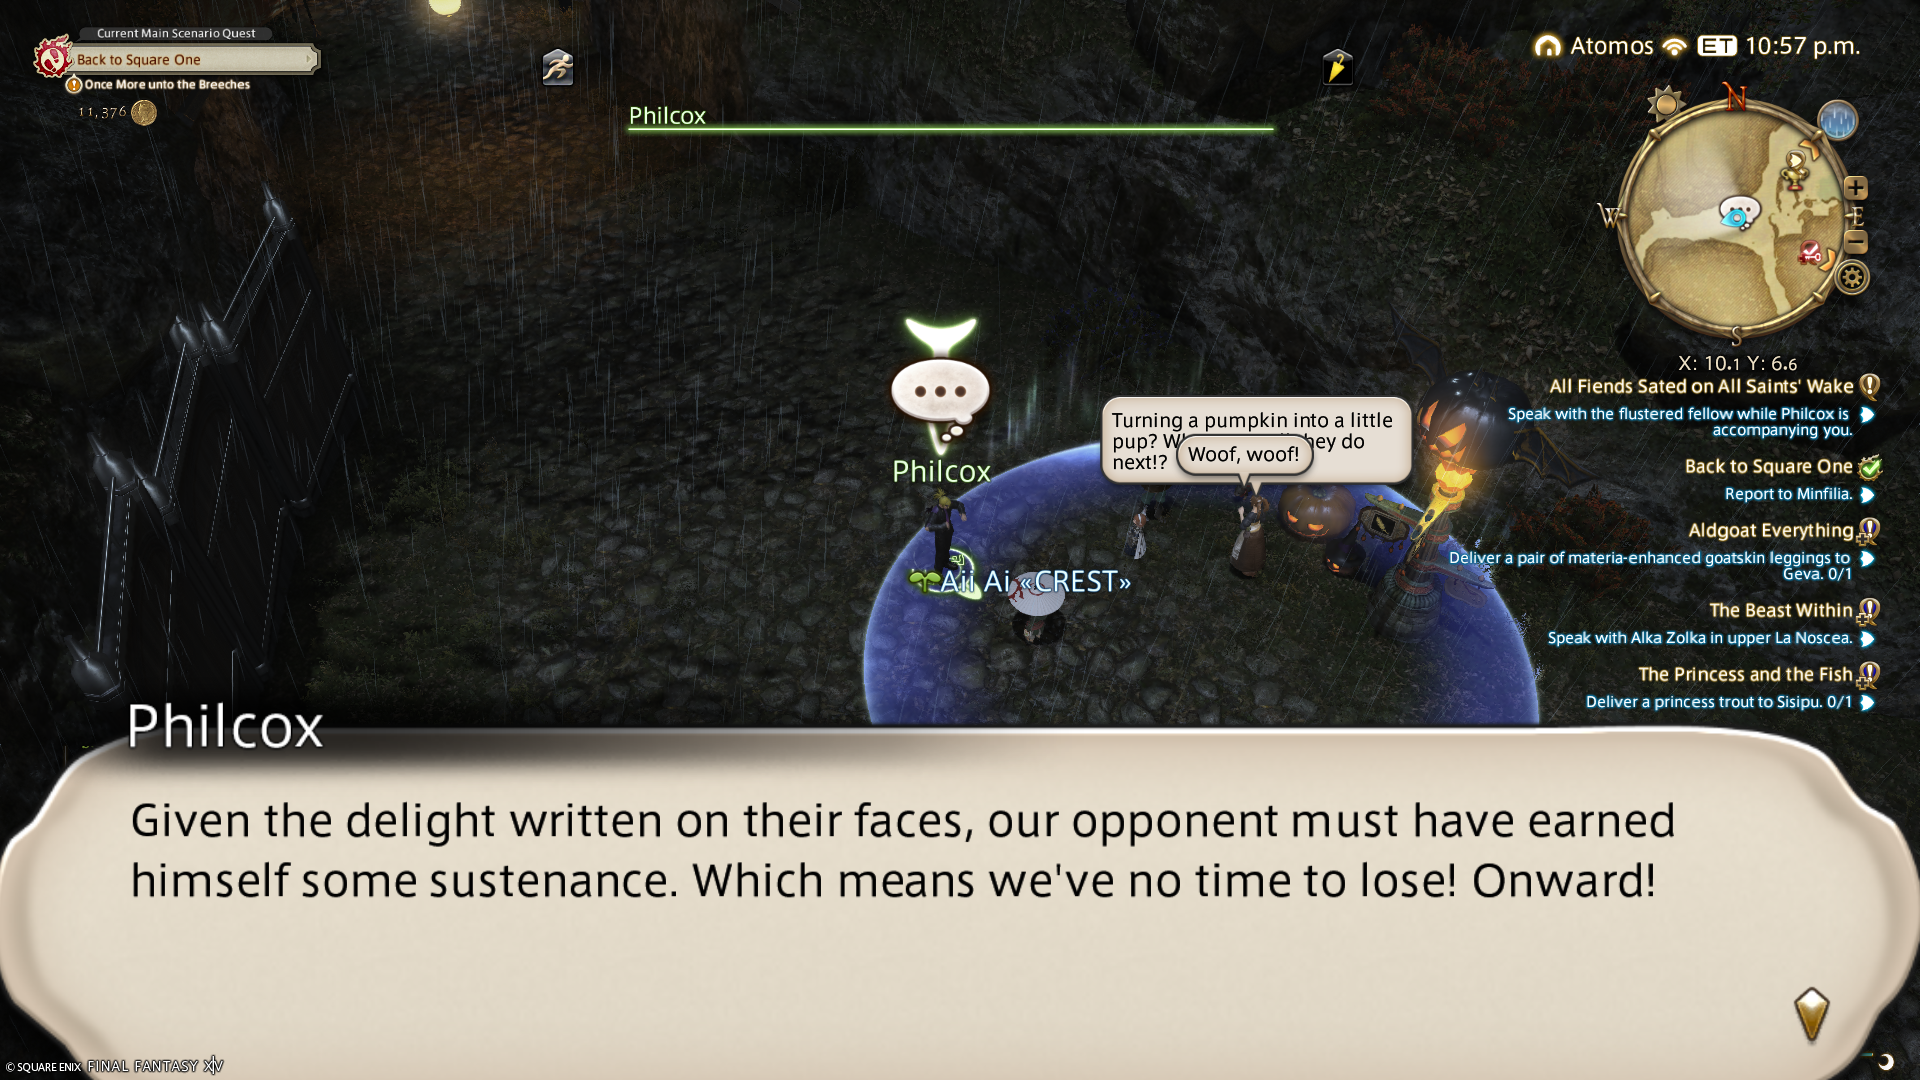 Current Main Scenario Quest
Back to Square One
Once More unto the Breeches
11,376
Philcox
Atomos ET 10:57 p.m.
N
W
E
S
X: 10.1 Y: 6.6
All Fiends Sated on All Saints' Wake
Speak with the flustered fellow while Philcox is
accompanying you.
Back to Square One
Report to Minfilia.
Aldgoat Everything
Deliver a pair of materia-enhanced goatskin leggings to
Geva. 0/1
The Beast Within
Speak with Alka Zolka in upper La Noscea.
The Princess and the Fish
Deliver a princess trout to Sisipu. 0/1
Turning a pumpkin into a little
pup? they do
next!?
Woof, woof!
Philcox
Aii Ai «CREST»
Philcox
Given the delight written on their faces, our opponent must have earned
himself some sustenance. Which means we've no time to lose! Onward!
© SQUARE ENIX FINAL FANTASY XIV